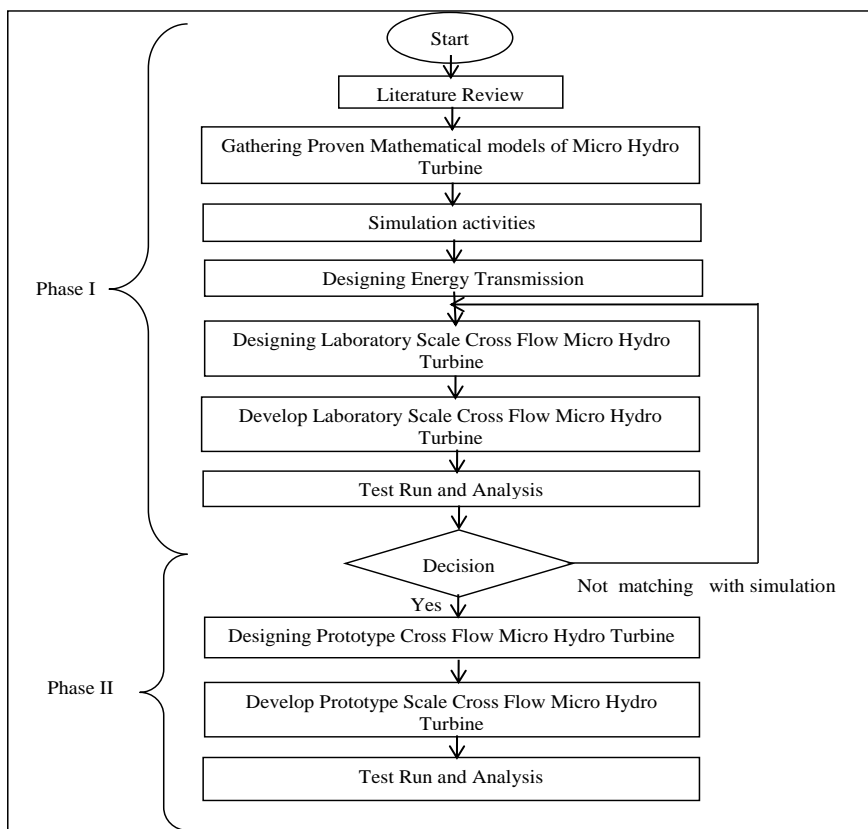 Start
Literature Review
Gathering Proven Mathematical models of Micro Hydro
Turbine
Simulation activities
Designing Energy Transmission
Phase I
Designing Laboratory Scale Cross Flow Micro Hydro
Turbine
Develop Laboratory Scale Cross Flow Micro Hydro
Turbine
Test Run and Analysis
Decision
Not matching with simulation
Yes
Designing Prototype Cross Flow Micro Hydro Turbine
Phase II
Develop Prototype Scale Cross Flow Micro Hydro
Turbine
Test Run and Analysis